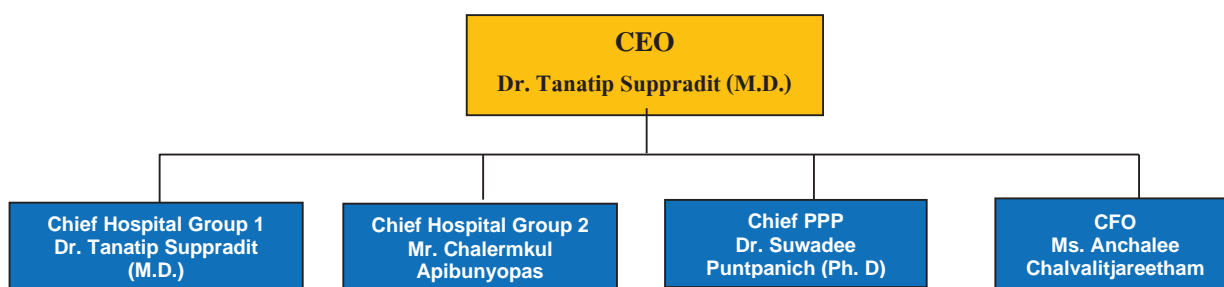 CEO
Dr. Tanatip Suppradit (M.D.)
Chief Hospital Group 1
Dr. Tanatip Suppradit
(M.D.)
Chief Hospital Group 2
Mr. Chalermkul
Apibunyopas
Chief PPP
Dr. Suwadee
Puntpanich (Ph. D)
CFO
Ms. Anchalee
Chalvalitjareetham